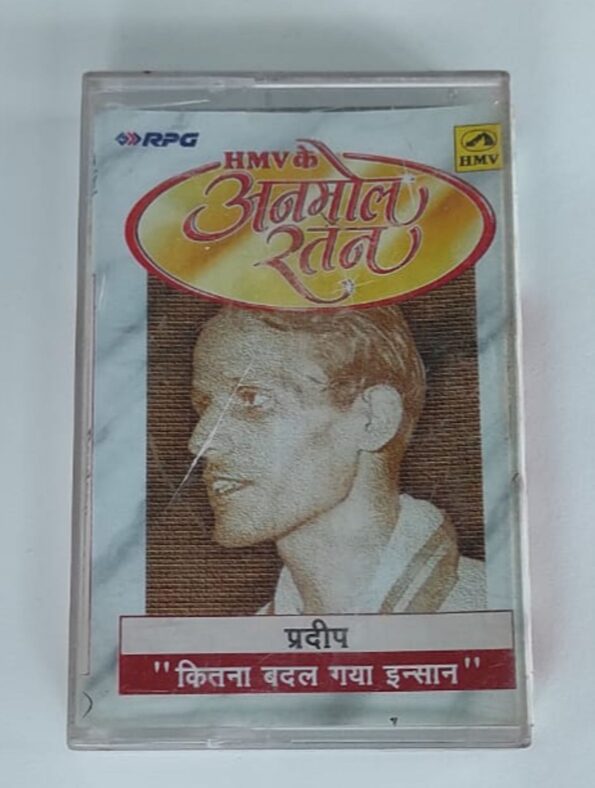 RPG
HMV
HMV के
अनमोल
रतन
प्रदीप
"कितना बदल गया इन्सान"